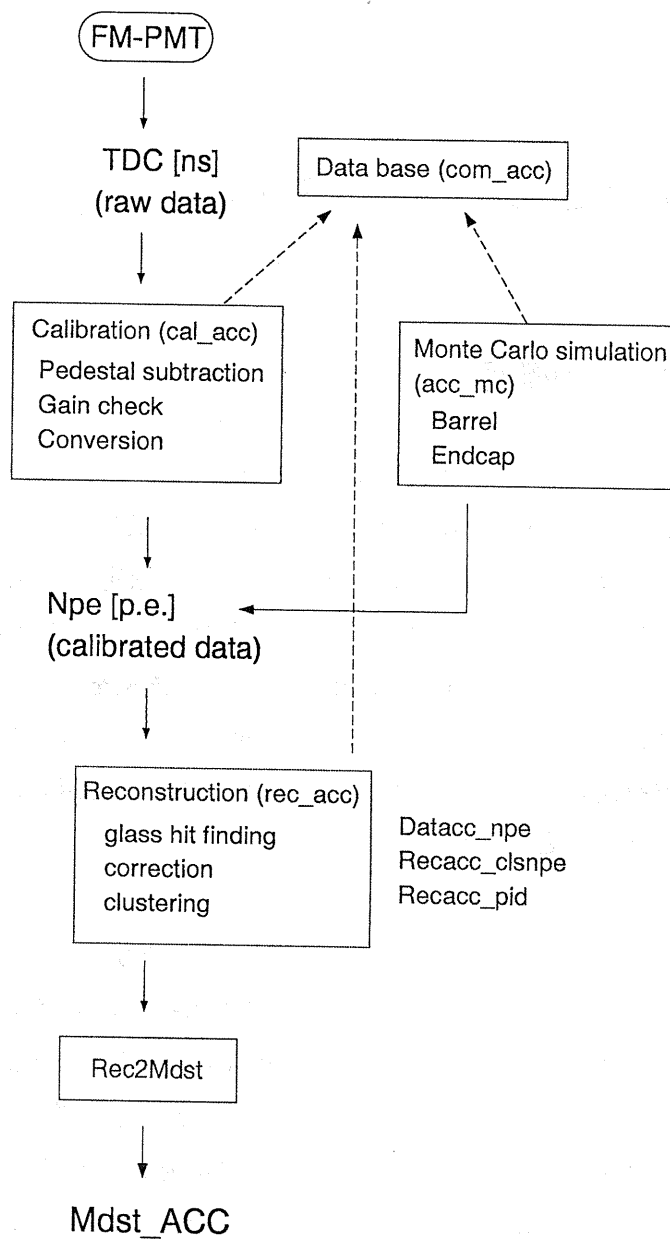 FM-PMT
TDC [ns]
(raw data)
Data base (com_acc)
Calibration (cal_acc)
Pedestal subtraction
Gain check
Conversion
Monte Carlo simulation
(acc_mc)
Barrel
Endcap
Npe [p.e.]
(calibrated data)
Reconstruction (rec_acc)
glass hit finding
correction
clustering
Datacc_npe
Recacc_clsnpe
Recacc_pid
Rec2Mdst
Mdst_ACC